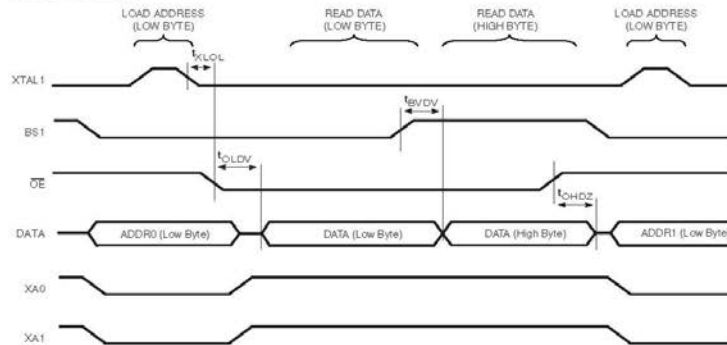 LOAD ADDRESS
(LOW BYTE)
READ DATA
(LOW BYTE)
READ DATA
(HIGH BYTE)
LOAD ADDRESS
(LOW BYTE)
tXLOL
XTAL1
tBVDV
BS1
tOLDV
OE
tOHDZ
DATA
ADDR0 (Low Byte)
DATA (Low Byte)
DATA (High Byte)
ADDR1 (Low Byte
XA0
XA1